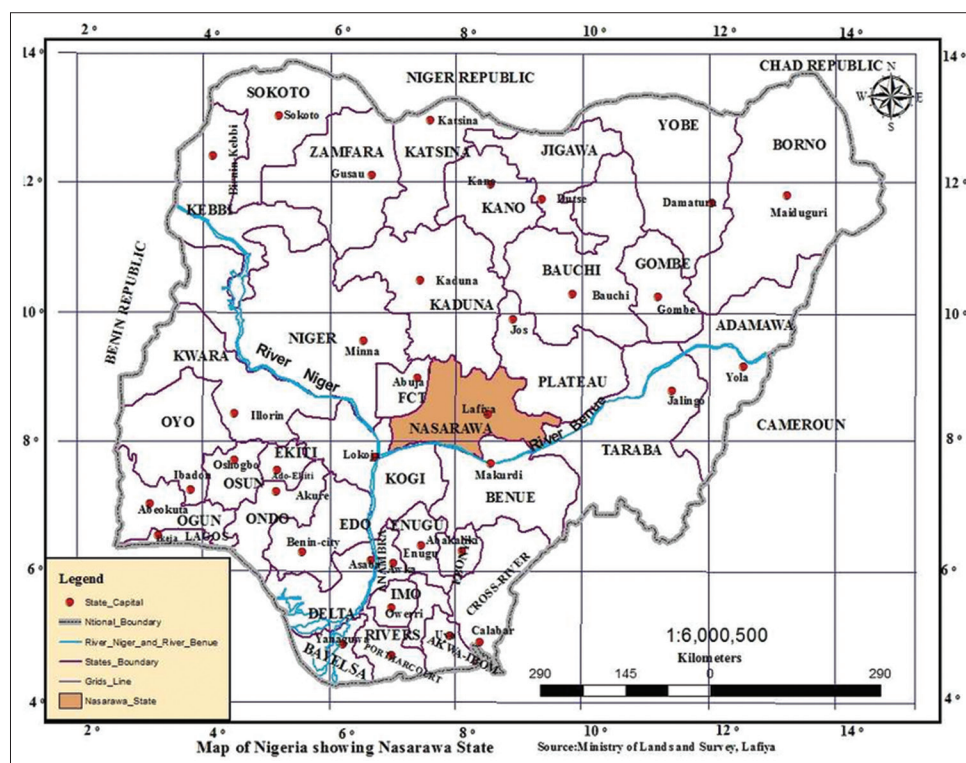 2° 4° 6° 8° 10° 12° 14°
14° 14°
NIGER REPUBLIC
CHAD REPUBLIC
N
W E
S
SOKOTO
Sokoto
Katsina
YOBE
BORNO
ZAMFARA
KATSINA
JIGAWA
Birnin Kebbi
Gusau
Kano
12° 12°
KEBBI
KANO
Dutse
Damaturu
Maiduguri
BENIN REPUBLIC
BAUCHI
GOMBE
Kaduna
Bauchi
KADUNA
Gombe
10° 10°
Jos
ADAMAWA
NIGER
Minna
KWARA
River Niger
Abuja
FCT
PLATEAU
Yola
Jalingo
Lafiya
OYO
Illorin
NASARAWA
River Benue
CAMEROUN
8° 8°
TARABA
Lokoja
EKITI
Oshogbo
Ado-Ekiti
Ibadon
OSUN
KOGI
Makurdi
BENUE
Akure
Abeokuta
OGUN
ONDO
EDO
ENUGU
Ikeja
LAGOS
Abakalika
Benin-city
Enugu
EBONYI
Asaba
Awka
ANAMBRA
6° 6°
CROSS-RIVER
IMO
Owerri
DELTA
RIVERS
Uyo
Calabar
Yanaguwa
AKWA-IBOM
BAYELSA
PORTHARCOURT
4° 4°
Legend
State_Capital
Ntional_Boundary
River_Niger_and_River_Benue
States_Boundary
Grids_Line
Nasarawa_State
1:6,000,500
Kilometers
290 145 0 290
2° 4° 6° 8° 10° 12° 14°
Map of Nigeria showing Nasarawa State
Source:Ministry of Lands and Survey, Lafiya